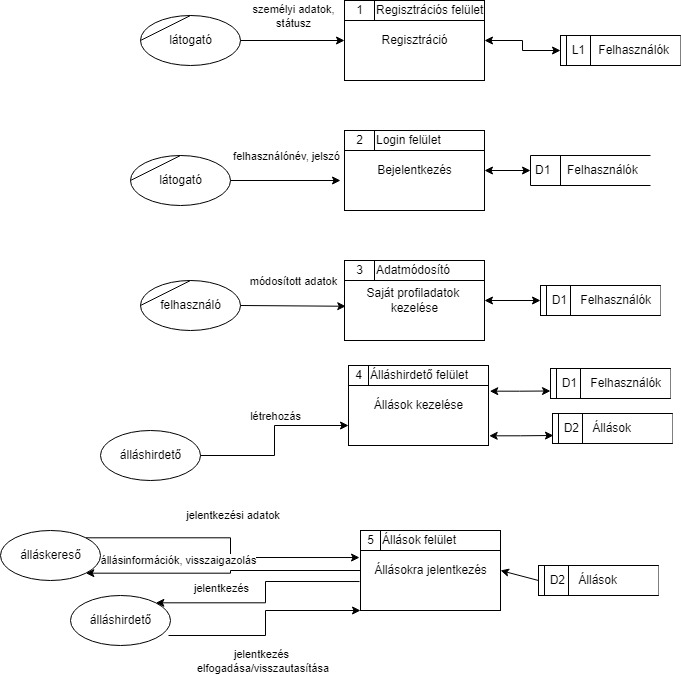 személyi adatok,
státusz
1 Regisztrációs felület
látogató
Regisztráció
L1 Felhasználók
2 Login felület
felhasználónév, jelszó
látogató
Bejelentkezés
D1 Felhasználók
3 Adatmódosító
módosított adatok
felhasználó
Saját profiladatok
kezelése
D1 Felhasználók
4 Álláshirdető felület
létrehozás
Állások kezelése
D1 Felhasználók
D2 Állások
álláshirdető
jelentkezési adatok
5 Állások felület
álláskereső
állásinformációk, visszaigazolás
Állásokra jelentkezés
D2 Állások
jelentkezés
álláshirdető
jelentkezés
elfogadása/visszautasítása